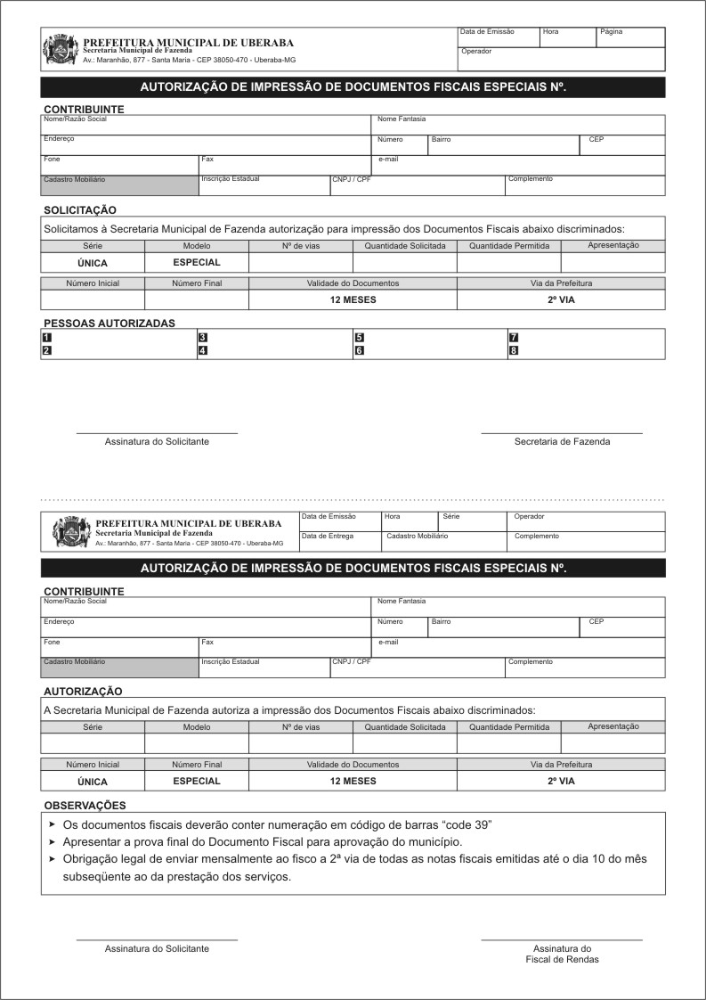 PREFEITURA MUNICIPAL DE UBERABA
Secretaria Municipal de Fazenda
Av.: Maranhão, 877 - Santa Maria - CEP 38050-470 - Uberaba-MG
Data de Emissão Hora Página
Operador
AUTORIZAÇÃO DE IMPRESSÃO DE DOCUMENTOS FISCAIS ESPECIAIS Nº.
CONTRIBUINTE
Nome/Razão Social Nome Fantasia
Endereço Número Bairro CEP
Fone Fax e-mail
Cadastro Mobiliário Inscrição Estadual CNPJ / CPF Complemento
SOLICITAÇÃO
Solicitamos à Secretaria Municipal de Fazenda autorização para impressão dos Documentos Fiscais abaixo discriminados:
Série Modelo Nº de vias Quantidade Solicitada Quantidade Permitida Apresentação
ÚNICA ESPECIAL
Número Inicial Número Final Validade do Documentos Via da Prefeitura
12 MESES 2º VIA
PESSOAS AUTORIZADAS
1 3 5 7
2 4 6 8
Assinatura do Solicitante Secretaria de Fazenda
PREFEITURA MUNICIPAL DE UBERABA
Secretaria Municipal de Fazenda
Av.: Maranhão, 877 - Santa Maria - CEP 38050-470 - Uberaba-MG
Data de Emissão Hora Série Operador
Data de Entrega Cadastro Mobiliário Complemento
AUTORIZAÇÃO DE IMPRESSÃO DE DOCUMENTOS FISCAIS ESPECIAIS Nº.
CONTRIBUINTE
Nome/Razão Social Nome Fantasia
Endereço Número Bairro CEP
Fone Fax e-mail
Cadastro Mobiliário Inscrição Estadual CNPJ / CPF Complemento
AUTORIZAÇÃO
A Secretaria Municipal de Fazenda autoriza a impressão dos Documentos Fiscais abaixo discriminados:
Série Modelo Nº de vias Quantidade Solicitada Quantidade Permitida Apresentação
Número Inicial Número Final Validade do Documentos Via da Prefeitura
ÚNICA ESPECIAL 12 MESES 2º VIA
OBSERVAÇÕES
➤ Os documentos fiscais deverão conter numeração em código de barras “code 39”
➤ Apresentar a prova final do Documento Fiscal para aprovação do município.
➤ Obrigação legal de enviar mensalmente ao fisco a 2ª via de todas as notas fiscais emitidas até o dia 10 do mês
subseqüente ao da prestação dos serviços.
Assinatura do Solicitante Assinatura do
Fiscal de Rendas